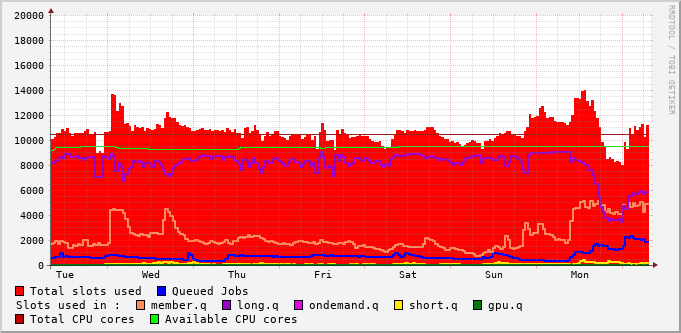 20000
18000
16000
14000
12000
10000
8000
6000
4000
2000
0
Tue Wed Thu Fri Sat Sun Mon
RRDTOOL / TOBI OETIKER
Total slots used Queued Jobs
Slots used in : member.q long.q ondemand.q short.q gpu.q
Total CPU cores Available CPU cores